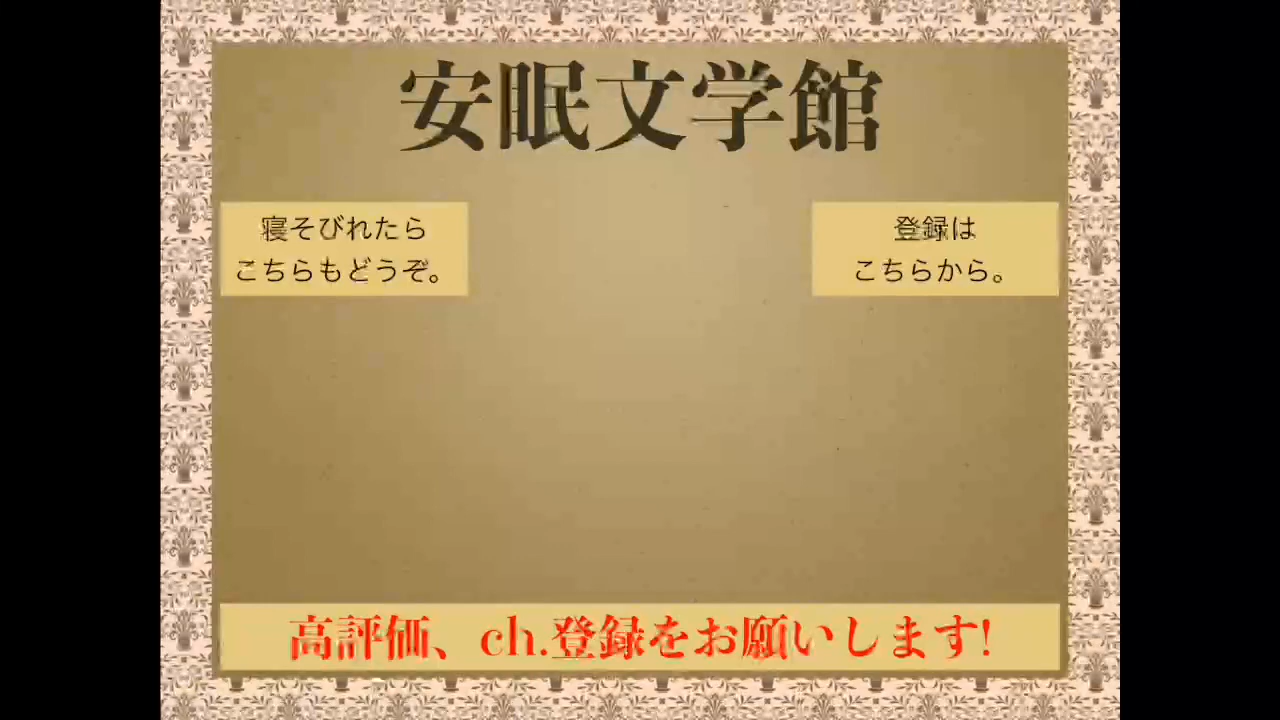 安眠文学館
寝そびれたら
こちらもどうぞ。
登録は
こちらから。
高評価、ch.登録をお願いします!